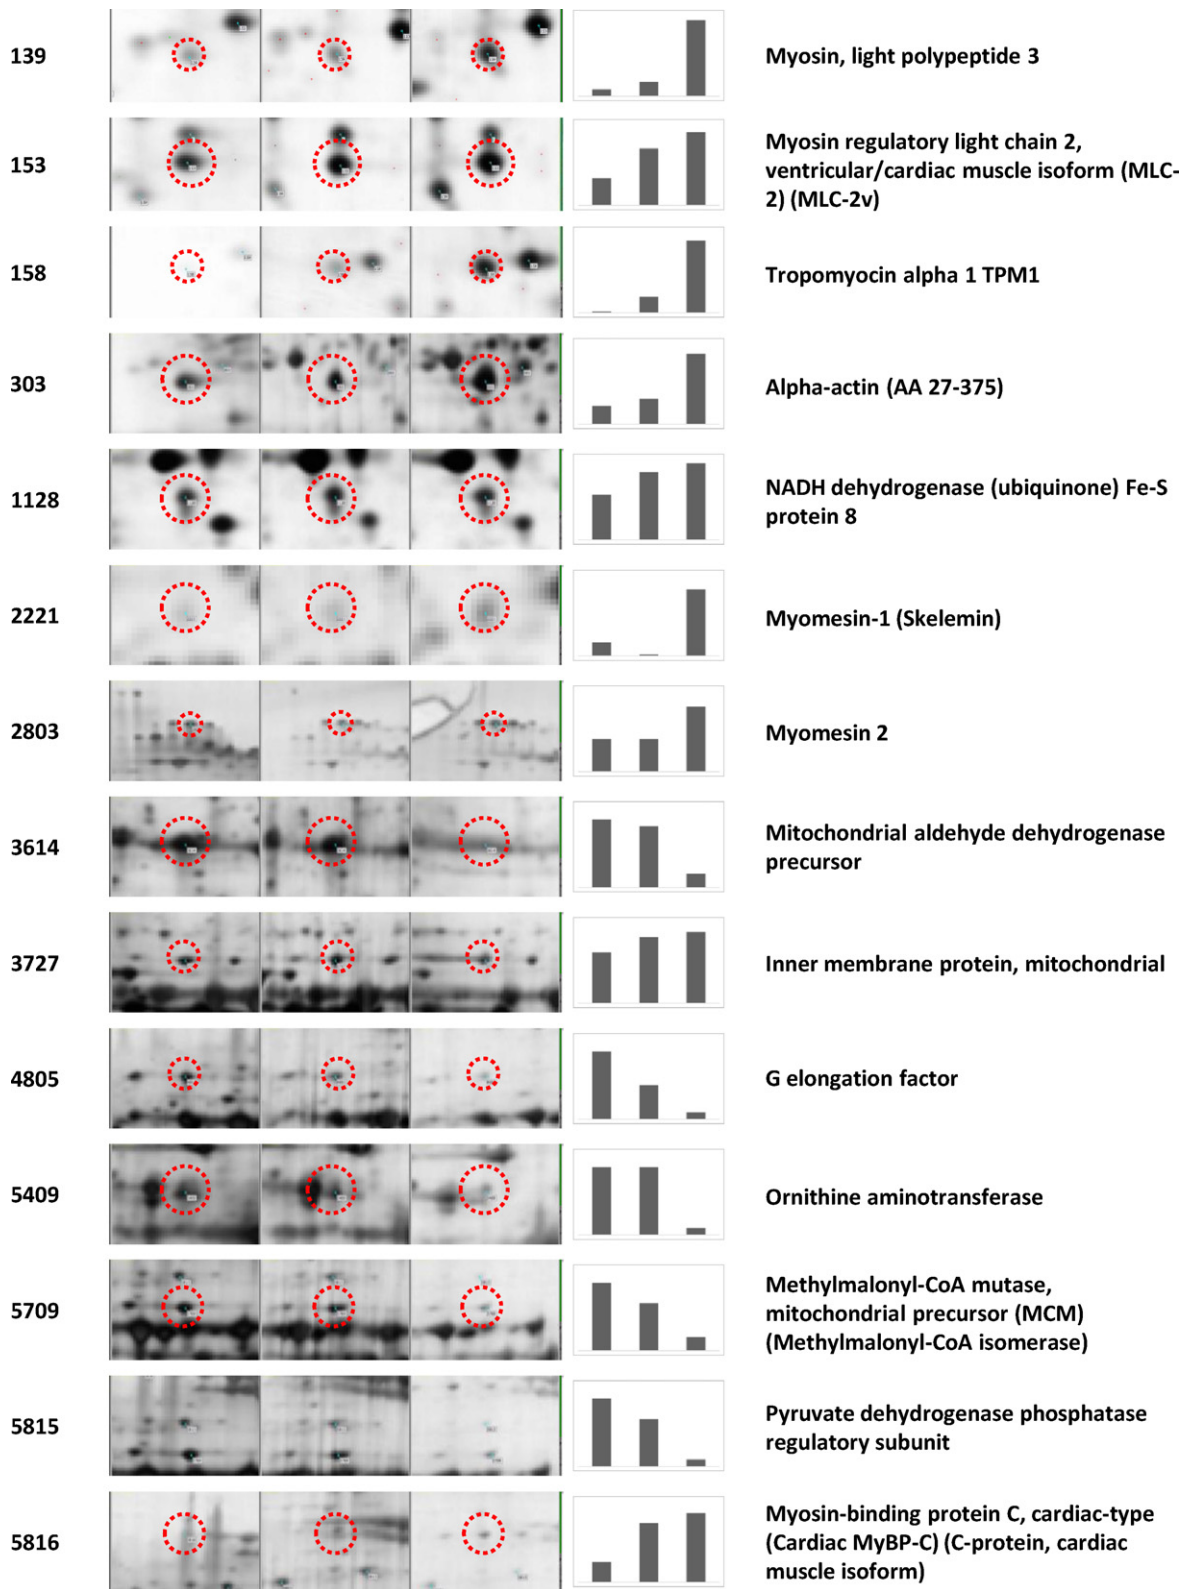 139
Myosin, light polypeptide 3
153
Myosin regulatory light chain 2,
ventricular/cardiac muscle isoform (MLC-
2) (MLC-2v)
158
Tropomyocin alpha 1 TPM1
303
Alpha-actin (AA 27-375)
1128
NADH dehydrogenase (ubiquinone) Fe-S
protein 8
2221
Myomesin-1 (Skelemin)
2803
Myomesin 2
3614
Mitochondrial aldehyde dehydrogenase
precursor
3727
Inner membrane protein, mitochondrial
4805
G elongation factor
5409
Ornithine aminotransferase
5709
Methylmalonyl-CoA mutase,
mitochondrial precursor (MCM)
(Methylmalonyl-CoA isomerase)
5815
Pyruvate dehydrogenase phosphatase
regulatory subunit
5816
Myosin-binding protein C, cardiac-type
(Cardiac MyBP-C) (C-protein, cardiac
muscle isoform)